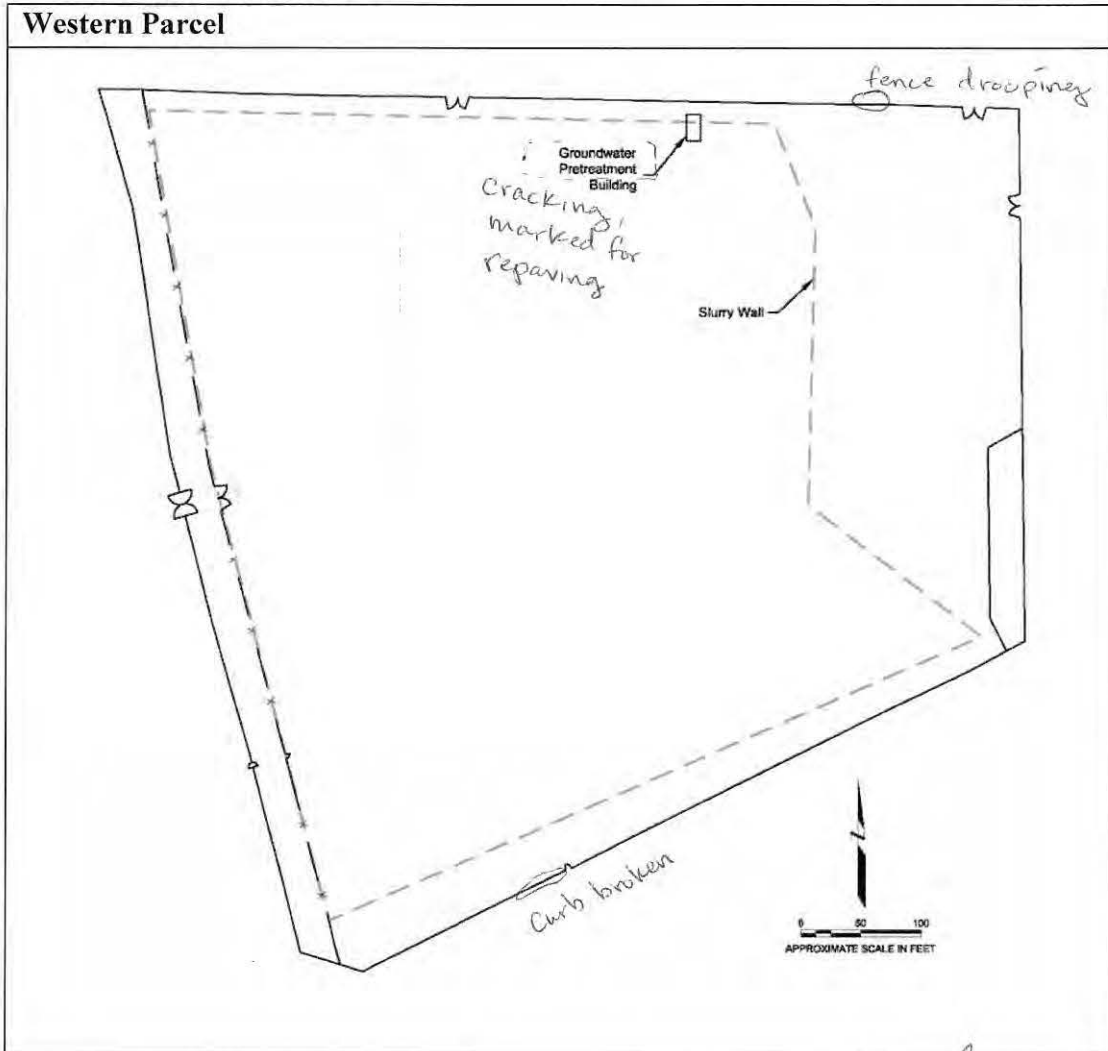 Western Parcel
fence drooping
Groundwater
Pretreatment
Building
Cracking,
marked for
repaving
Slurry Wall
Curb broken
0 50 100
APPROXIMATE SCALE IN FEET